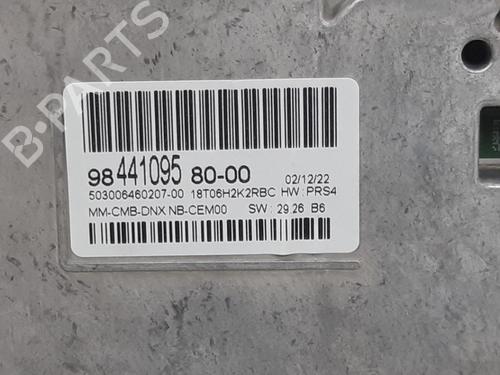 98 441095 80-00 02/12/22
503006460207-00 18T06H2K2RBC HW: PRS4
MM-CMB-DNX NB-CEM00 SW: 29.26 B6
B-PARTS